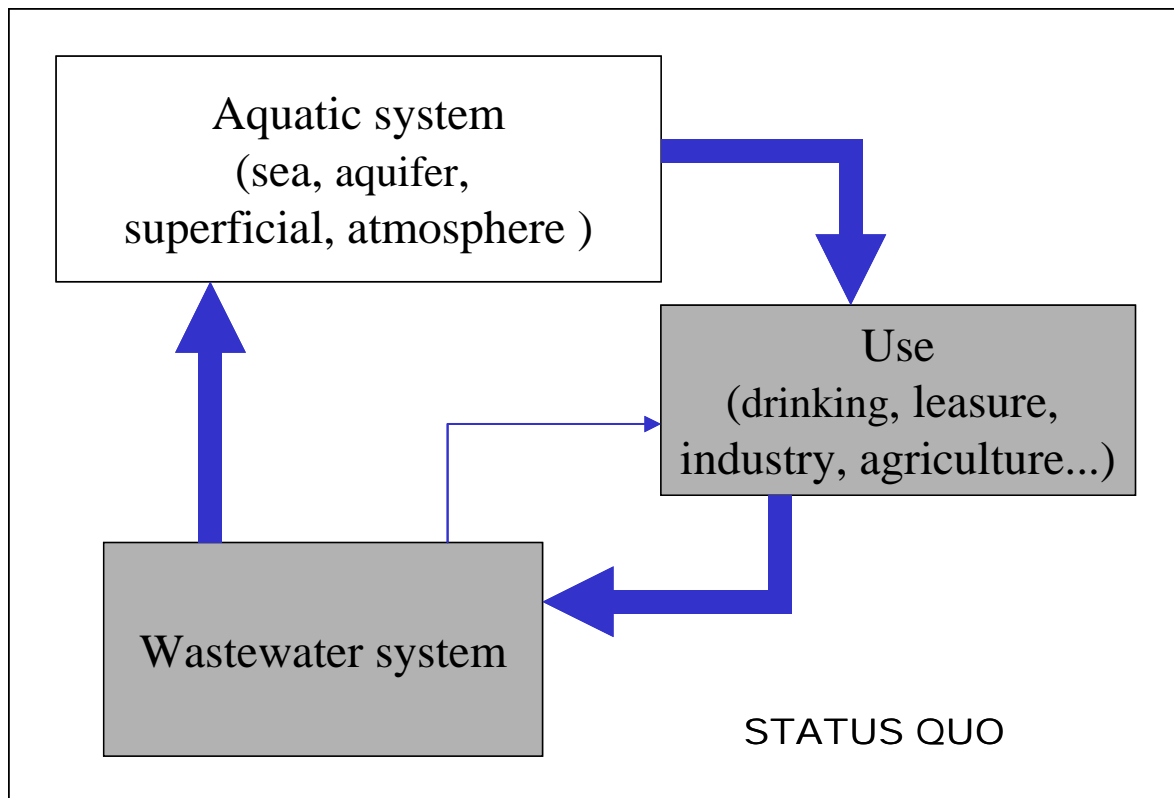 Aquatic system
(sea, aquifer,
superficial, atmosphere )
Use
(drinking, leasure,
industry, agriculture...)
Wastewater system
STATUS QUO